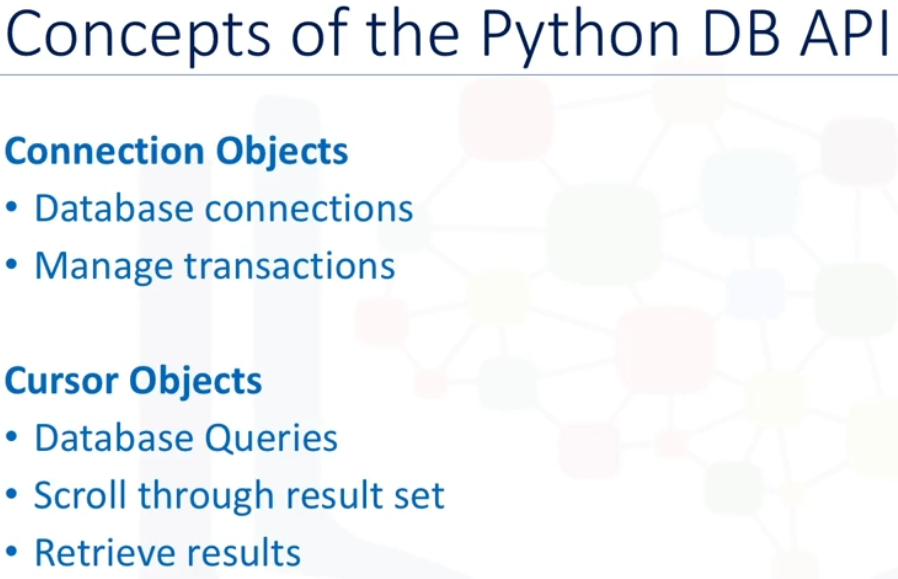 Concepts of the Python DB API
Connection Objects
• Database connections
• Manage transactions
Cursor Objects
• Database Queries
• Scroll through result set
• Retrieve results